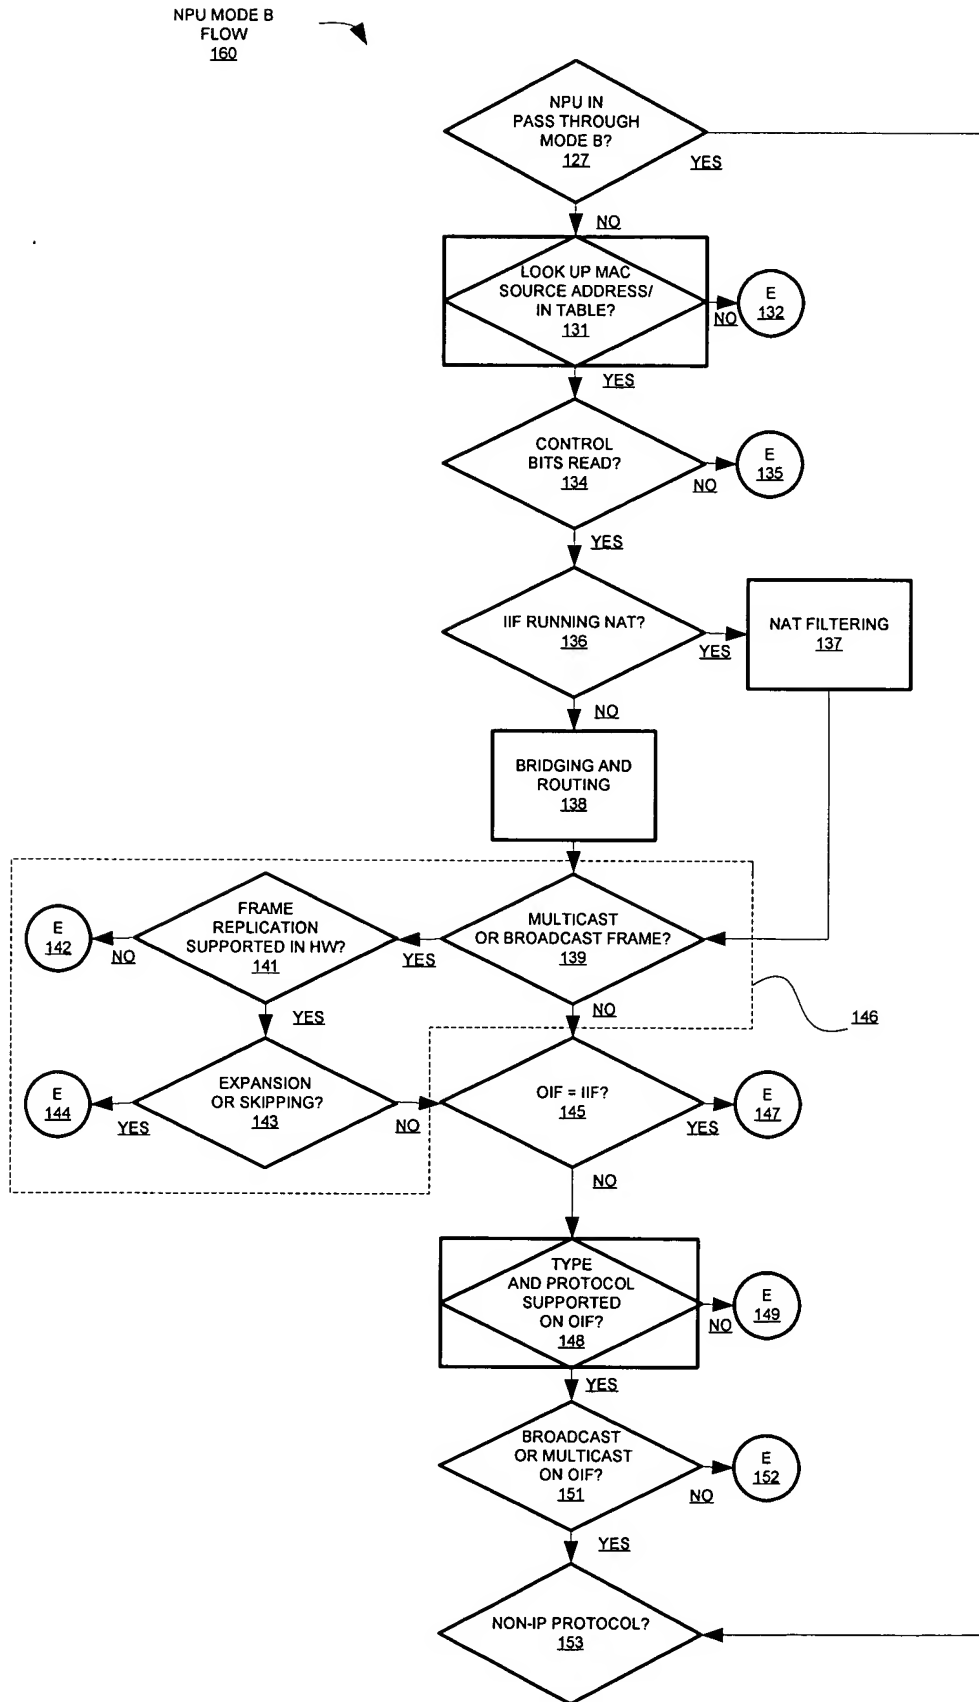 NPU MODE B
FLOW
160
NPU IN
PASS THROUGH
MODE B?
127
YES
NO
LOOK UP MAC
SOURCE ADDRESS/
IN TABLE?
131
NO
E
132
YES
CONTROL
BITS READ?
134
NO
E
135
YES
IIF RUNNING NAT?
136
YES
NAT FILTERING
137
NO
BRIDGING AND
ROUTING
138
FRAME
REPLICATION
SUPPORTED IN HW?
141
E
142
NO
YES
MULTICAST
OR BROADCAST FRAME?
139
YES
NO
146
EXPANSION
OR SKIPPING?
143
E
144
YES
NO
OIF = IIF?
145
YES
E
147
NO
TYPE
AND PROTOCOL
SUPPORTED
ON OIF?
148
NO
E
149
YES
BROADCAST
OR MULTICAST
ON OIF?
151
NO
E
152
YES
NON-IP PROTOCOL?
153